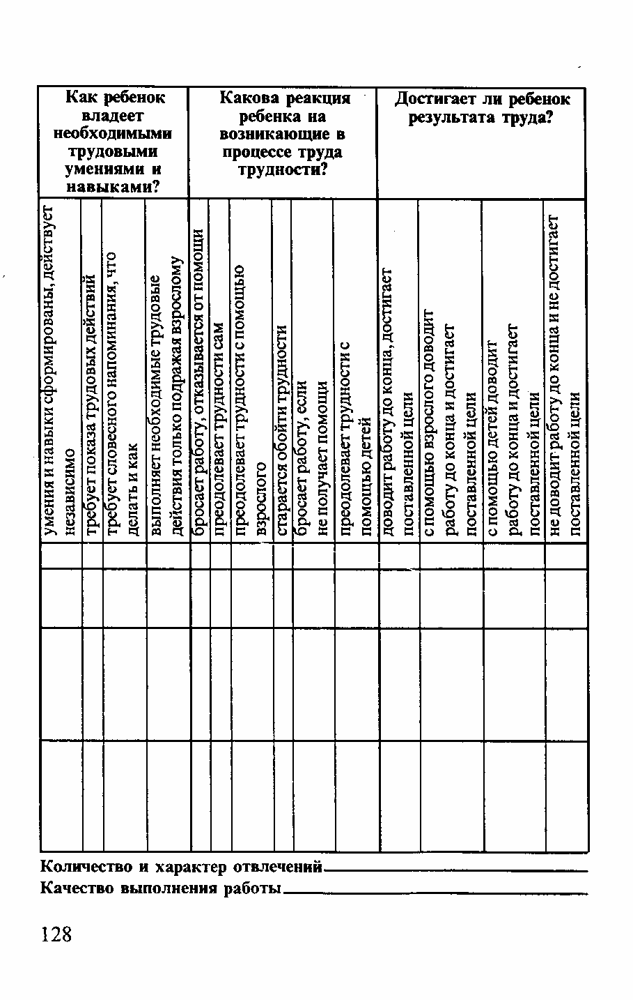 Как ребенок
владеет
необходимыми
трудовыми
умениями и
навыками?
Какова реакция
ребенка на
возникающие в
процессе труда
трудности?
Достигает ли ребенок
результата труда?
умения и навыки сформированы, действует
независимо
требует показа трудовых действий
требует словесного напоминания, что
делать и как
выполняет необходимые трудовые
действия только подражая взрослому
бросает работу, отказывается от помощи
преодолевает трудности сам
преодолевает трудности с помощью
взрослого
старается обойти трудности
бросает работу, если
не получает помощи
преодолевает трудности с
помощью детей
доводит работу до конца, достигает
поставленной цели
с помощью взрослого доводит
работу до конца и достигает
поставленной цели
с помощью детей доводит
работу до конца и достигает
поставленной цели
не доводит работу до конца и не достигает
поставленной цели
Количество и характер отвлечений
Качество выполнения работы
128